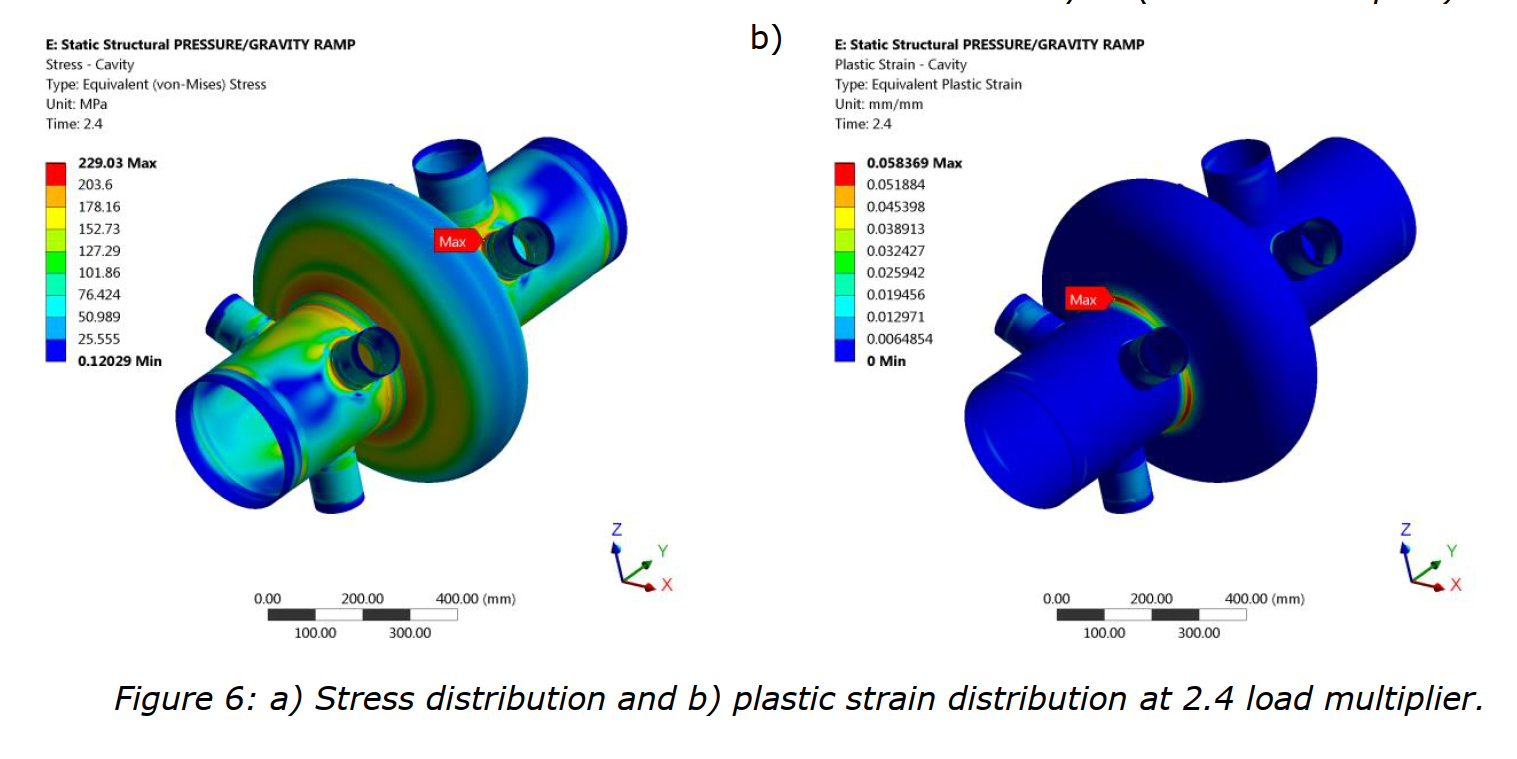 b)
E: Static Structural PRESSURE/GRAVITY RAMP
Stress - Cavity
Type: Equivalent (von-Mises) Stress
Unit: MPa
Time: 2.4
229.03 Max
203.6
178.16
152.73
127.29
101.86
76.424
50.989
25.555
0.12029 Min
Max
Z
Y
X
0.00 200.00 400.00 (mm)
100.00 300.00
E: Static Structural PRESSURE/GRAVITY RAMP
Plastic Strain - Cavity
Type: Equivalent Plastic Strain
Unit: mm/mm
Time: 2.4
0.058369 Max
0.051884
0.045398
0.038913
0.032427
0.025942
0.019456
0.012971
0.0064854
0 Min
Max
Z
Y
X
0.00 200.00 400.00 (mm)
100.00 300.00
Figure 6: a) Stress distribution and b) plastic strain distribution at 2.4 load multiplier.